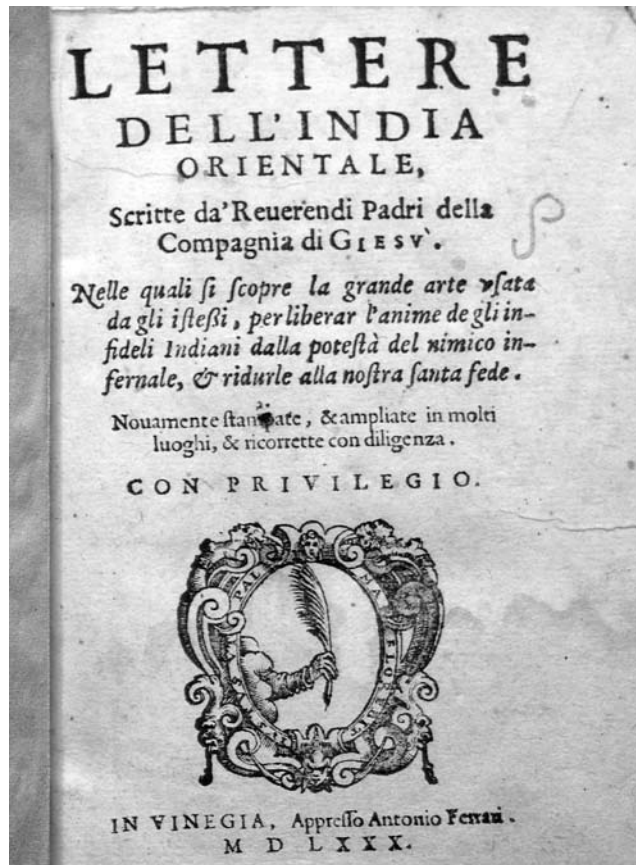 LETTERE
DELL'INDIA
ORIENTALE,
Scritte da' Reuerendi Padri della
Compagnia di GIESV`.
Nelle quali ſi ſcopre la grande arte vſata
da gli iſteßi, per liberar l'anime de gli in-
fideli Indiani dalla poteſtà del nimico in-
fernale, & ridurle alla noſtra ſanta fede.
Nouamente ſtampate, & ampliate in molti
luoghi, & ricorrette con diligenza.
CON PRIVILEGIO.
PAL MA
IN VINEGIA, Appreſſo Antonio Ferrari.
M D LXXX.